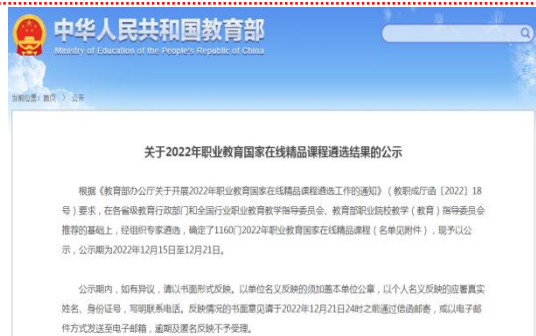 中华人民共和国教育部
Ministry of Education of the People's Republic of China
当前位置：首页 > 公示
关于2022年职业教育国家在线精品课程遴选结果的公示
根据《教育部办公厅关于开展2022年职业教育国家在线精品课程遴选工作的通知》（教职成厅函〔2022〕18
号）要求，在各省级教育行政部门和全国行业职业教育教学指导委员会、教育部职业院校教学（教育）指导委员会
推荐的基础上，经组织专家遴选，确定了1160门2022年职业教育国家在线精品课程（名单见附件），现予以公
示，公示期为2022年12月15日至12月21日。
公示期内，如有异议，请以书面形式反映。以单位名义反映的须加盖本单位公章，以个人名义反映的应署真实
姓名、身份证号，写明联系电话。反映情况的书面意见请于2022年12月21日24时之前通过信函邮寄，或以电子邮
件方式发送至电子邮箱，逾期及匿名反映不予受理。